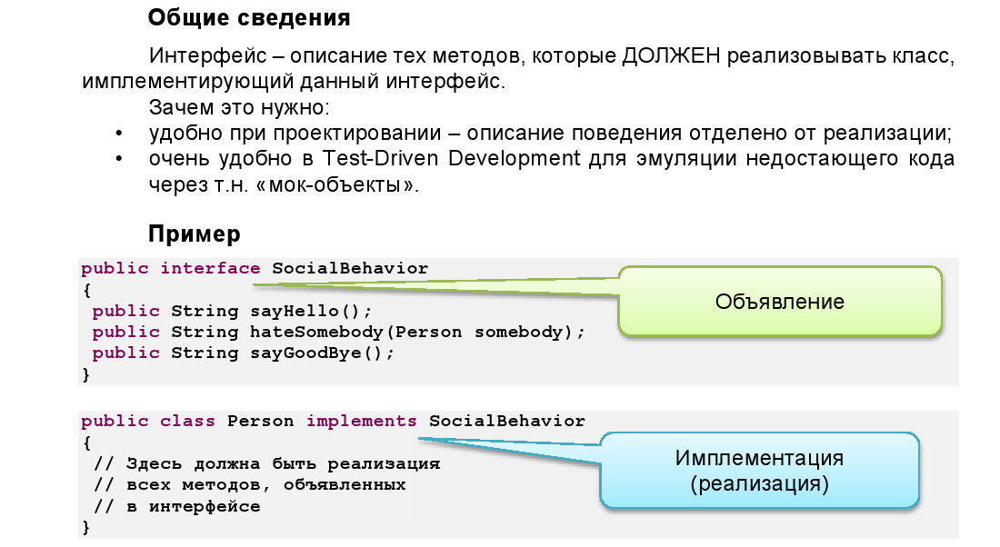 Общие сведения
Интерфейс – описание тех методов, которые ДОЛЖЕН реализовывать класс,
имплементирующий данный интерфейс.
Зачем это нужно:
• удобно при проектировании – описание поведения отделено от реализации;
• очень удобно в Test-Driven Development для эмуляции недостающего кода
через т.н. «мок-объекты».
Пример
public interface SocialBehavior
{
public String sayHello();
public String hateSomebody(Person somebody);
public String sayGoodBye();
}
Объявление
public class Person implements SocialBehavior
{
// Здесь должна быть реализация
// всех методов, объявленных
// в интерфейсе
}
Имплементация
(реализация)